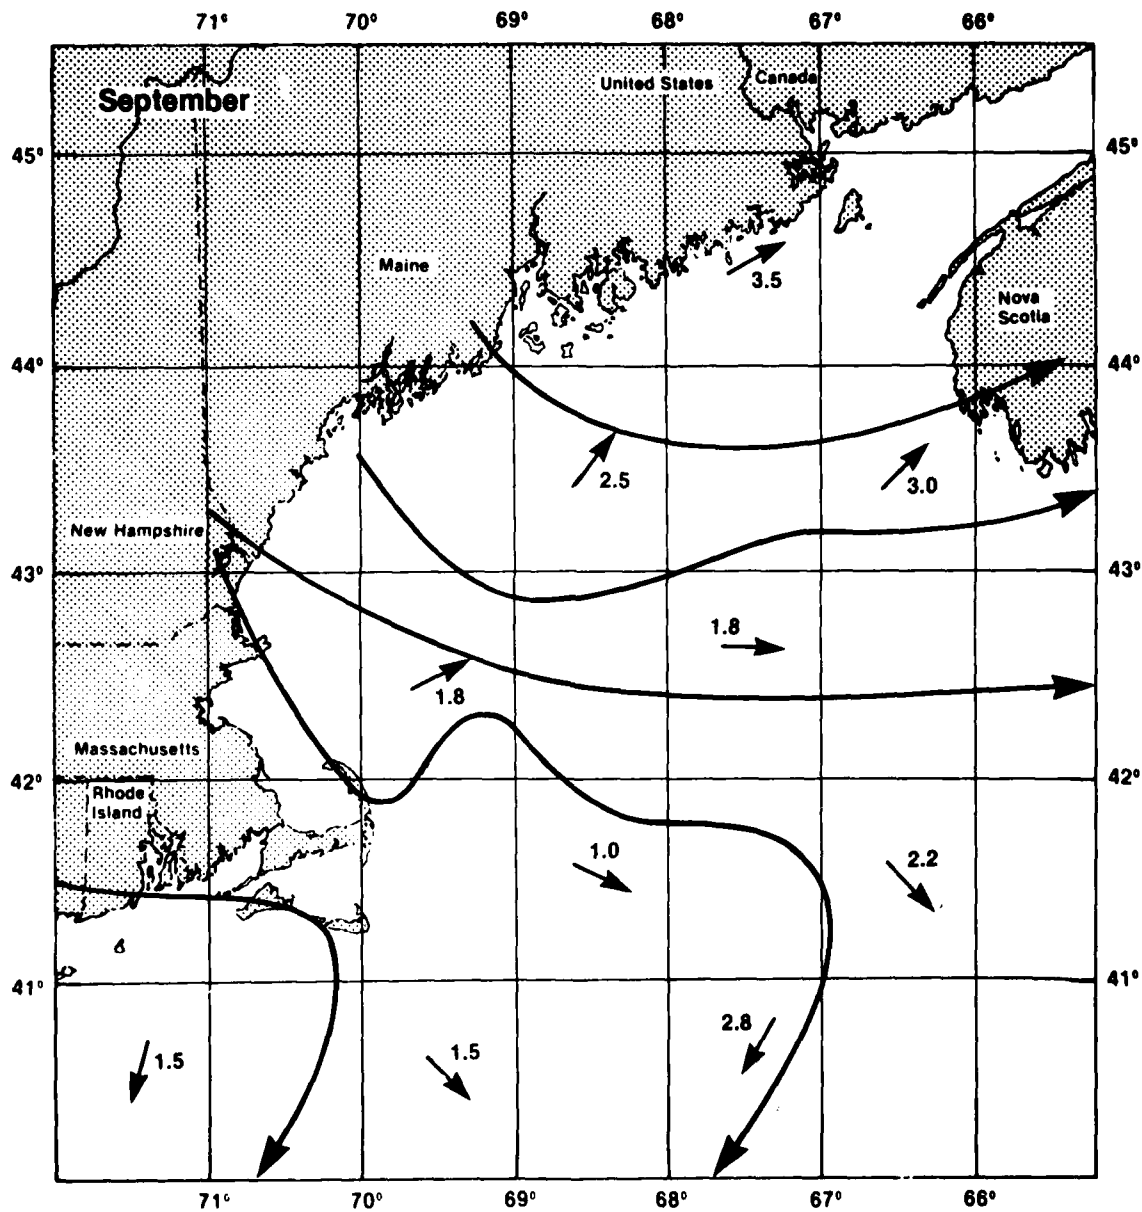 71° 70° 69° 68° 67° 66°
United States Canada
September
45° 45°
Maine
3.5
Nova
Scotia
44° 44°
2.5 3.0
New Hampshire
43° 43°
1.8
1.8
Massachusetts
42° 42°
Rhode
Island
1.0 2.2
41° 41°
2.8
1.5 1.5
71° 70° 69° 68° 67° 66°